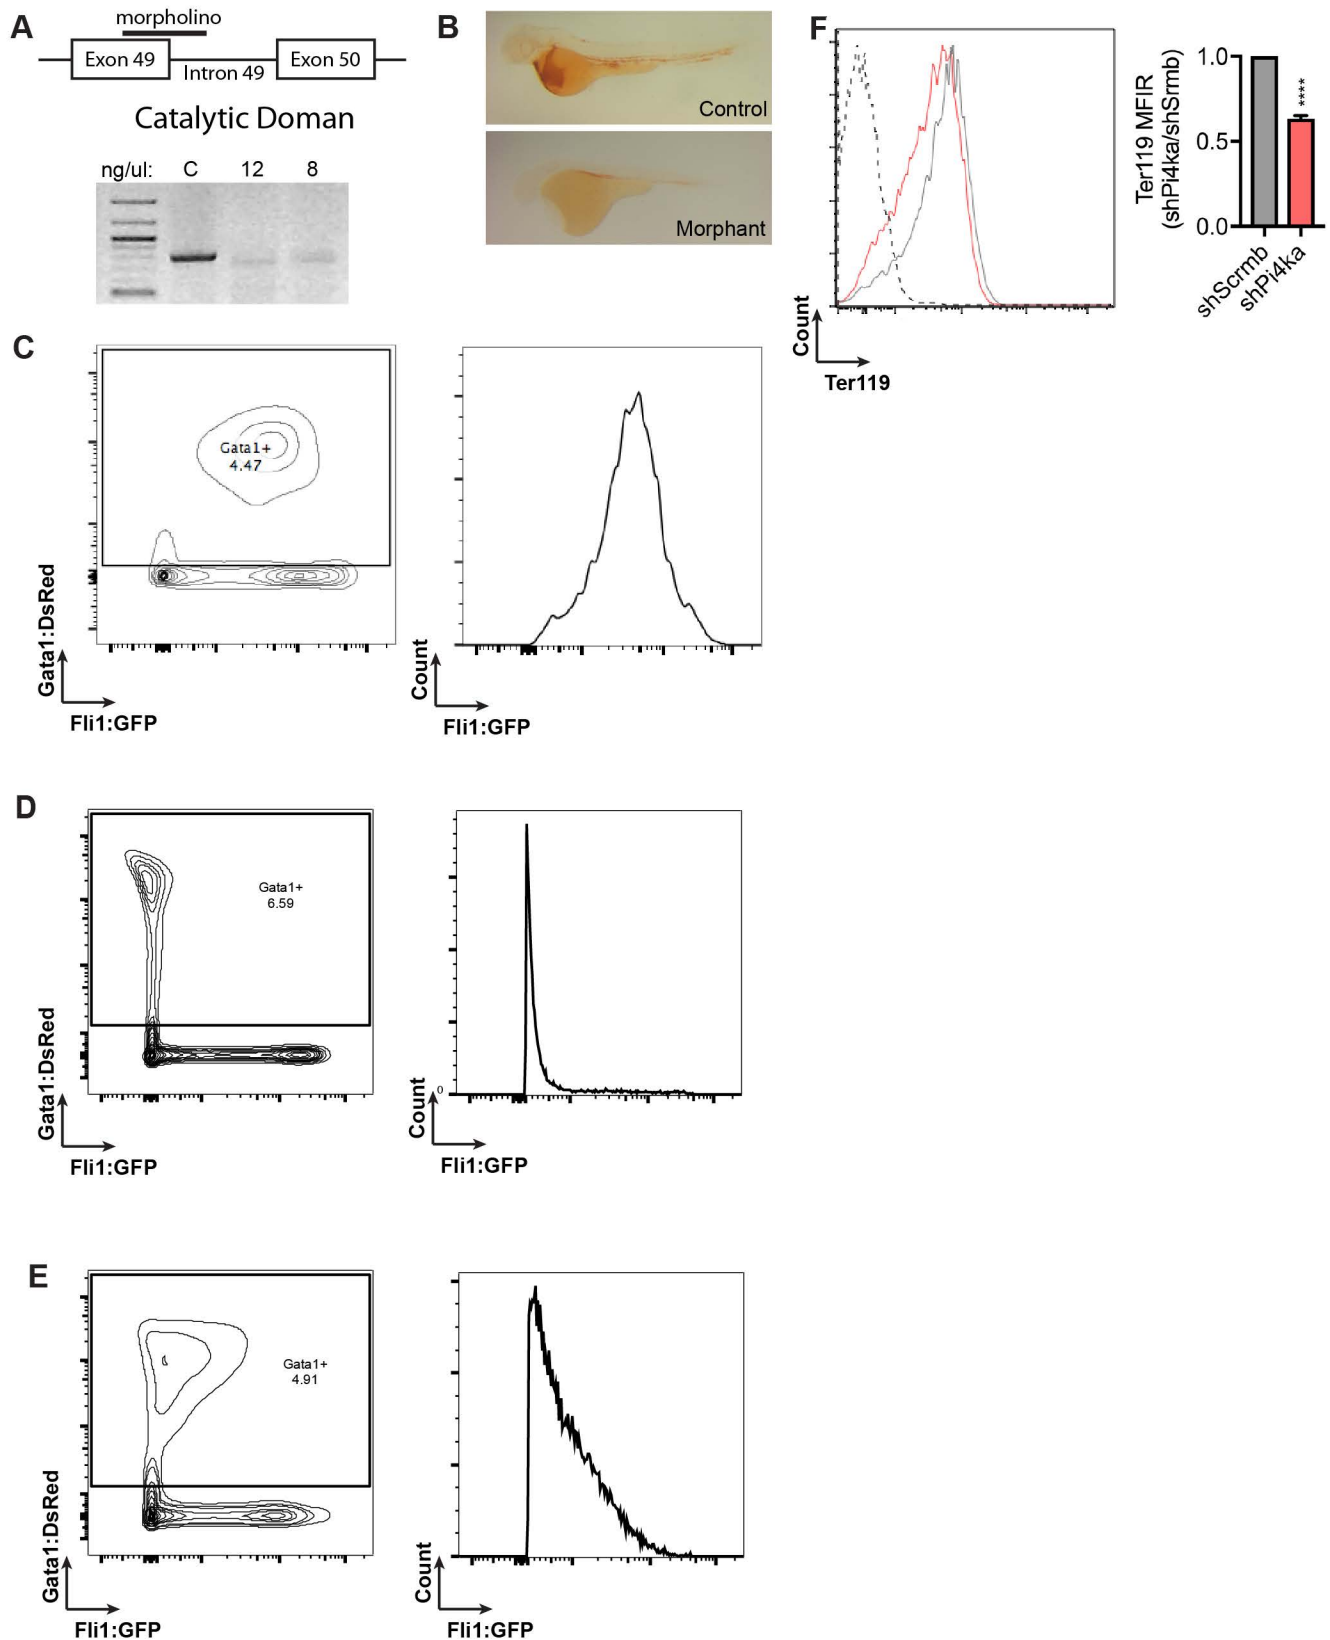 A
morpholino
Exon 49
Intron 49
Exon 50
Catalytic Doman
ng/ul:
C
12
8
B
Control
Morphant
F
Count
Ter119
Ter119 MFIR
(shPi4ka/shSrmb)
1.0
0.5
0.0
****
shScrmb
shPi4ka
C
Gata1+
4.47
Gata1:DsRed
Fli1:GFP
Count
Fli1:GFP
D
Gata1+
6.59
Gata1:DsRed
Fli1:GFP
0
Count
Fli1:GFP
E
Gata1+
4.91
Gata1:DsRed
Fli1:GFP
Count
Fli1:GFP